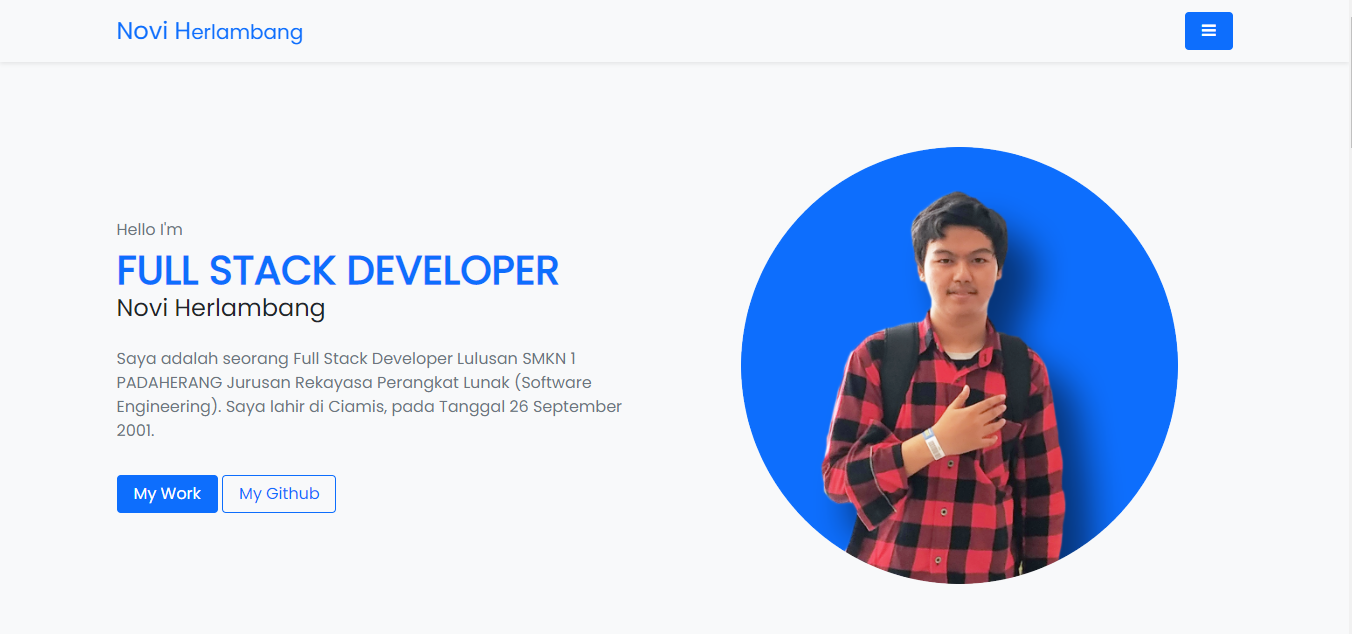 Novi Herlambang
Hello I'm
FULL STACK DEVELOPER
Novi Herlambang
Saya adalah seorang Full Stack Developer Lulusan SMKN 1
PADAHERANG Jurusan Rekayasa Perangkat Lunak (Software
Engineering). Saya lahir di Ciamis, pada Tanggal 26 September
2001.
My Work
My Github